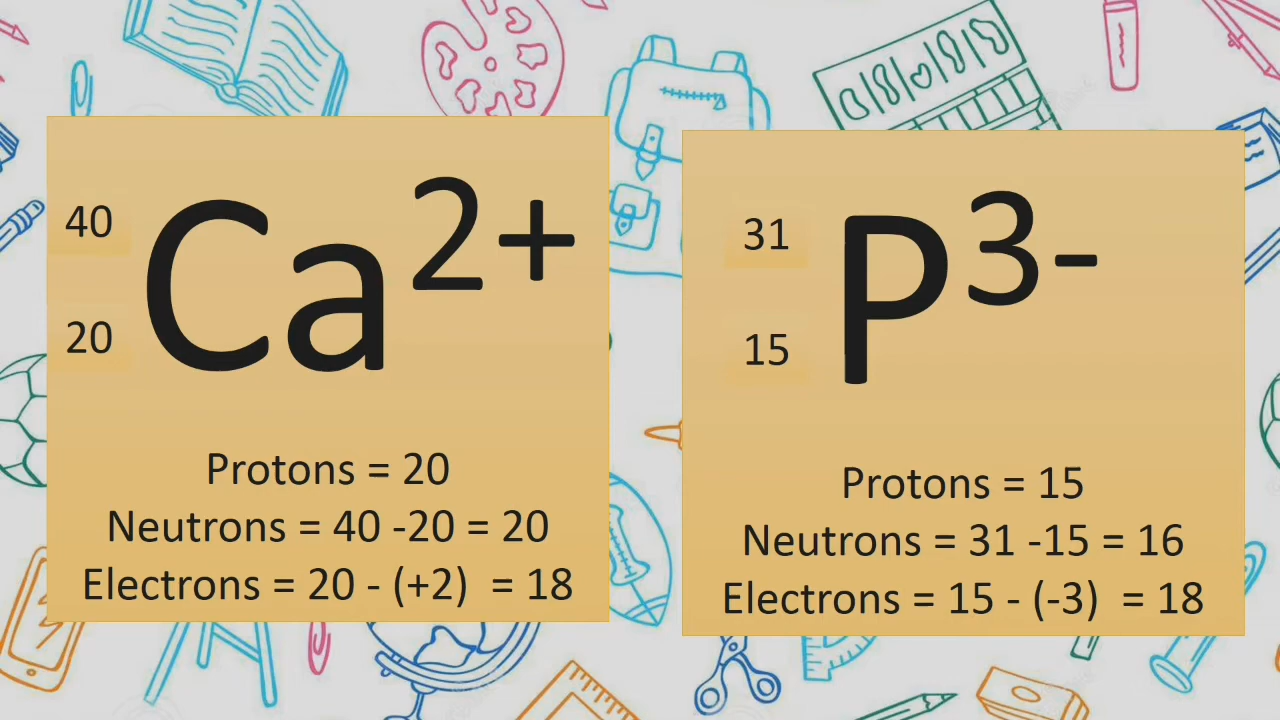 40
Ca2+
20
Protons = 20
Neutrons = 40 -20 = 20
Electrons = 20 - (+2) = 18
31
P3-
15
Protons = 15
Neutrons = 31 -15 = 16
Electrons = 15 - (-3) = 18